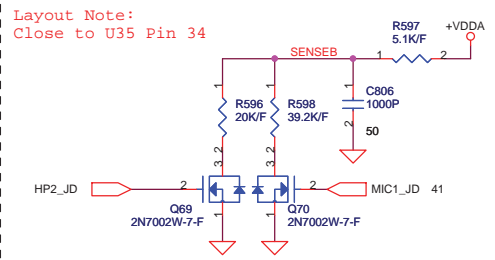 Layout Note:
Close to U35 Pin 34
R597
5.1K/F
+VDDA
SENSEB
1
2
1
1
1
R596
20K/F
R598
39.2K/F
C806
1000P
2
2
2
50
3
3
HP2_JD
2
2
MIC1_JD 41
Q69
2N7002W-7-F
1
1
Q70
2N7002W-7-F